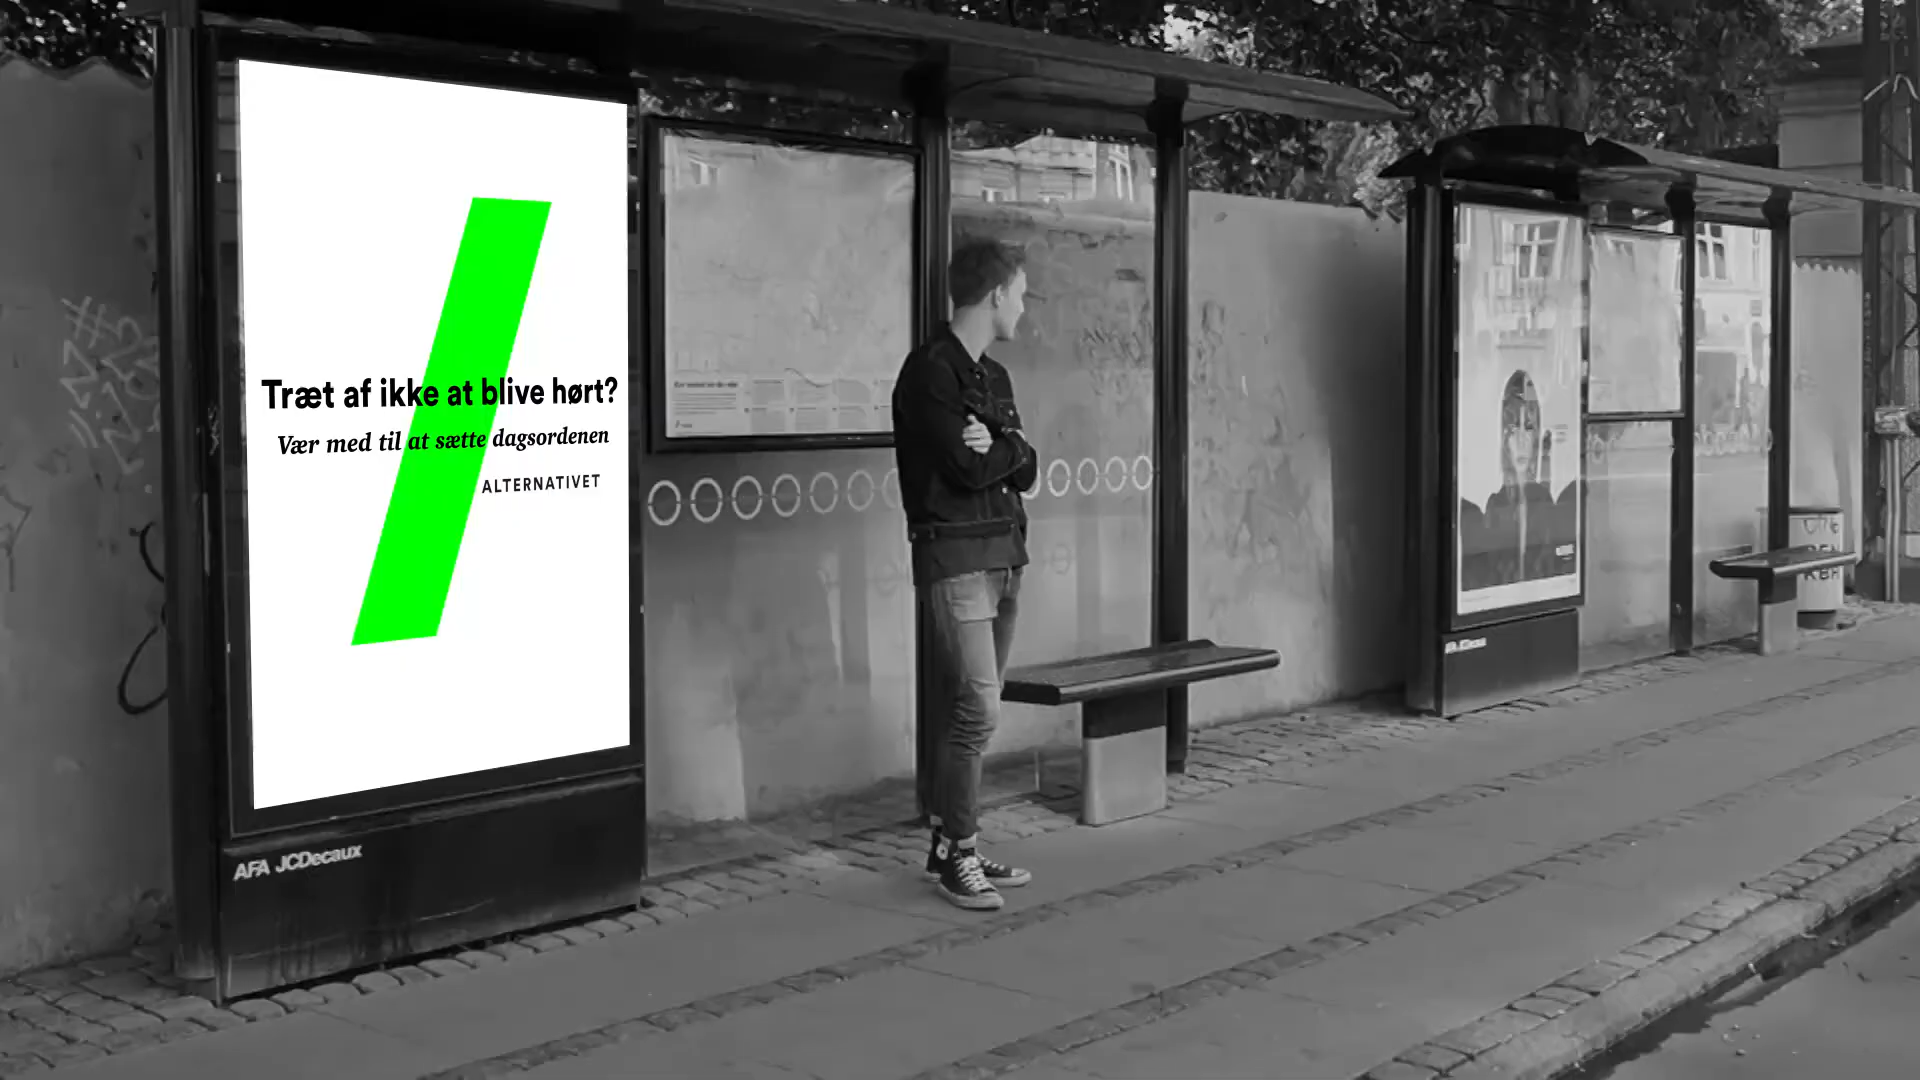 Træt af ikke at blive hørt?
Vær med til at sætte dagsordenen
ALTERNATIVET
AFA JCDecaux